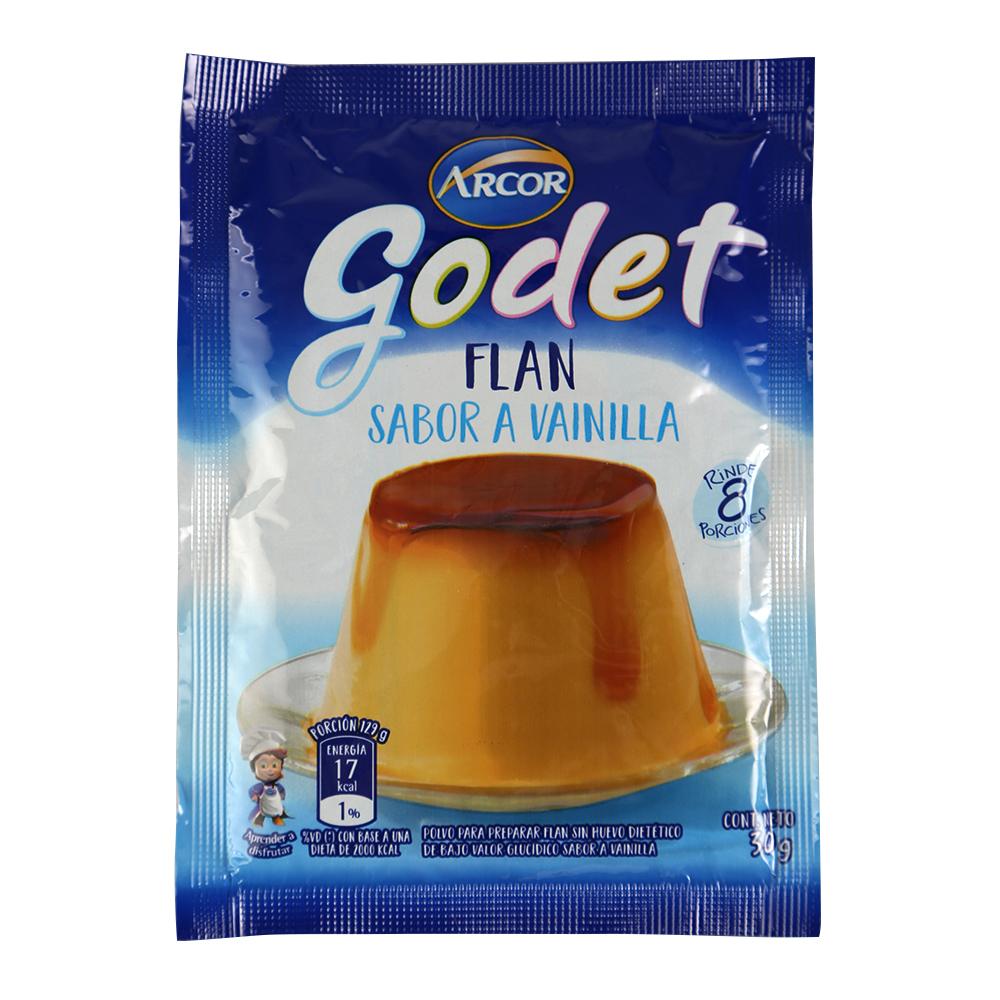 ARCOR
Godet
FLAN
SABOR A VAINILLA
RINDE
8
PORCIONES
PORCIÓN 129 g
ENERGÍA
17
kcal
1%
Aprender a
disfrutar
%VD (*) CON BASE A UNA
DIETA DE 2000 KCAL
POLVO PARA PREPARAR FLAN SIN HUEVO DIETÉTICO
DE BAJO VALOR GLUCÍDICO SABOR A VAINILLA
CONT. NETO
30 g